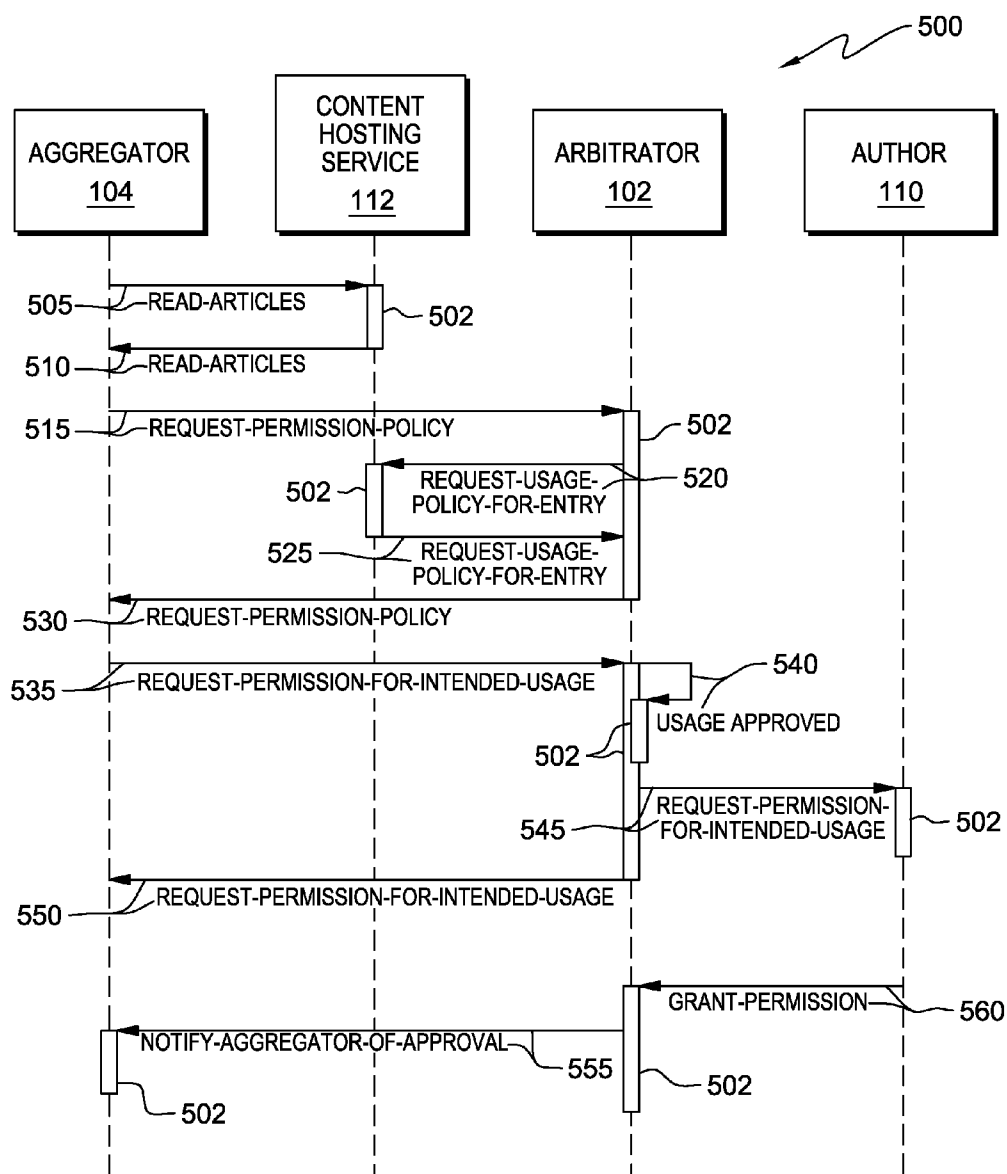 500
AGGREGATOR
104
CONTENT
HOSTING
SERVICE
112
ARBITRATOR
102
AUTHOR
110
505
READ-ARTICLES
502
510
READ-ARTICLES
515
REQUEST-PERMISSION-POLICY
502
502
REQUEST-USAGE-
POLICY-FOR-ENTRY
520
525
REQUEST-USAGE-
POLICY-FOR-ENTRY
530
REQUEST-PERMISSION-POLICY
535
REQUEST-PERMISSION-FOR-INTENDED-USAGE
540
USAGE APPROVED
502
545
REQUEST-PERMISSION-
FOR-INTENDED-USAGE
502
550
REQUEST-PERMISSION-FOR-INTENDED-USAGE
GRANT-PERMISSION
560
NOTIFY-AGGREGATOR-OF-APPROVAL
555
502
502